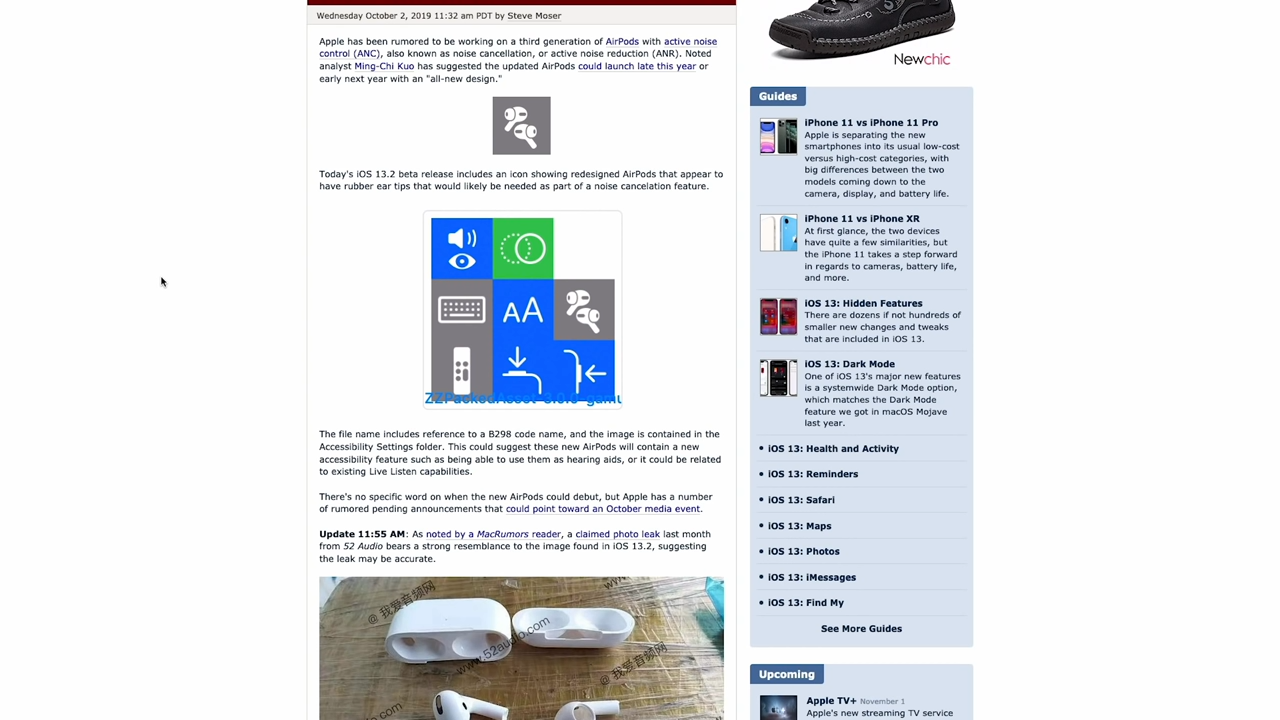 Wednesday October 2, 2019 11:32 am PDT by Steve Moser
Apple has been rumored to be working on a third generation of AirPods with active noise
control (ANC), also known as noise cancellation, or active noise reduction (ANR). Noted
analyst Ming-Chi Kuo has suggested the updated AirPods could launch late this year or
early next year with an "all-new design."
Today's iOS 13.2 beta release includes an icon showing redesigned AirPods that appear to
have rubber ear tips that would likely be needed as part of a noise cancelation feature.
AA
ZZPackedAsset-3.0.0-gamu
The file name includes reference to a B298 code name, and the image is contained in the
Accessibility Settings folder. This could suggest these new AirPods will contain a new
accessibility feature such as being able to use them as hearing aids, or it could be related
to existing Live Listen capabilities.
There's no specific word on when the new AirPods could debut, but Apple has a number
of rumored pending announcements that could point toward an October media event.
Update 11:55 AM: As noted by a MacRumors reader, a claimed photo leak last month
from 52 Audio bears a strong resemblance to the image found in iOS 13.2, suggesting
the leak may be accurate.
@ 我爱音频网
www.52audio.com
@ 我爱音频网
Newchic
Guides
iPhone 11 vs iPhone 11 Pro
Apple is separating the new
smartphones into its usual low-cost
versus high-cost categories, with
big differences between the two
models coming down to the
camera, display, and battery life.
iPhone 11 vs iPhone XR
At first glance, the two devices
have quite a few similarities, but
the iPhone 11 takes a step forward
in regards to cameras, battery life,
and more.
iOS 13: Hidden Features
There are dozens if not hundreds of
smaller new changes and tweaks
that are included in iOS 13.
iOS 13: Dark Mode
One of iOS 13's major new features
is a systemwide Dark Mode option,
which matches the Dark Mode
feature we got in macOS Mojave
last year.
• iOS 13: Health and Activity
• iOS 13: Reminders
• iOS 13: Safari
• iOS 13: Maps
• iOS 13: Photos
• iOS 13: iMessages
• iOS 13: Find My
See More Guides
Upcoming
Apple TV+ November 1
Apple's new streaming TV service